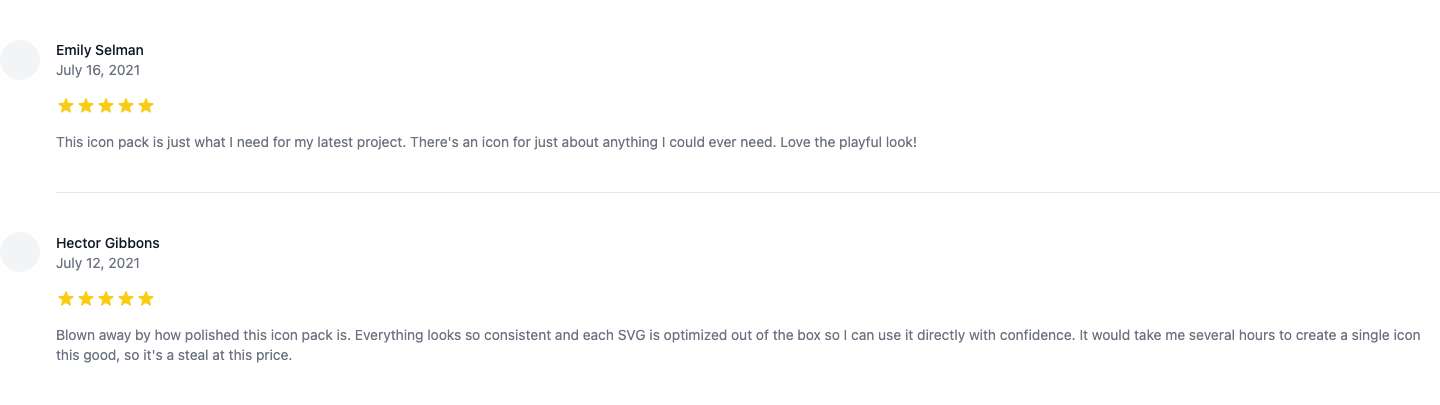 Emily Selman
July 16, 2021
This icon pack is just what I need for my latest project. There's an icon for just about anything I could ever need. Love the playful look!
Hector Gibbons
July 12, 2021
Blown away by how polished this icon pack is. Everything looks so consistent and each SVG is optimized out of the box so I can use it directly with confidence. It would take me several hours to create a single icon
this good, so it's a steal at this price.